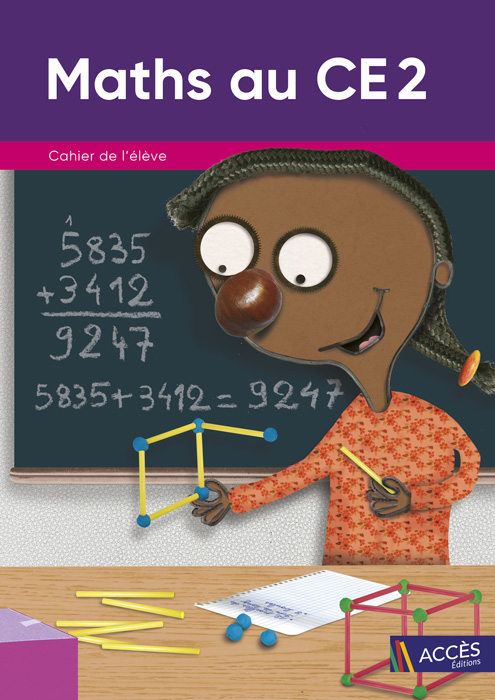 Maths au CE2
Cahier de l'élève
1
5835
+3412
9247
5835+3412=9247
ACCÈS
Éditions